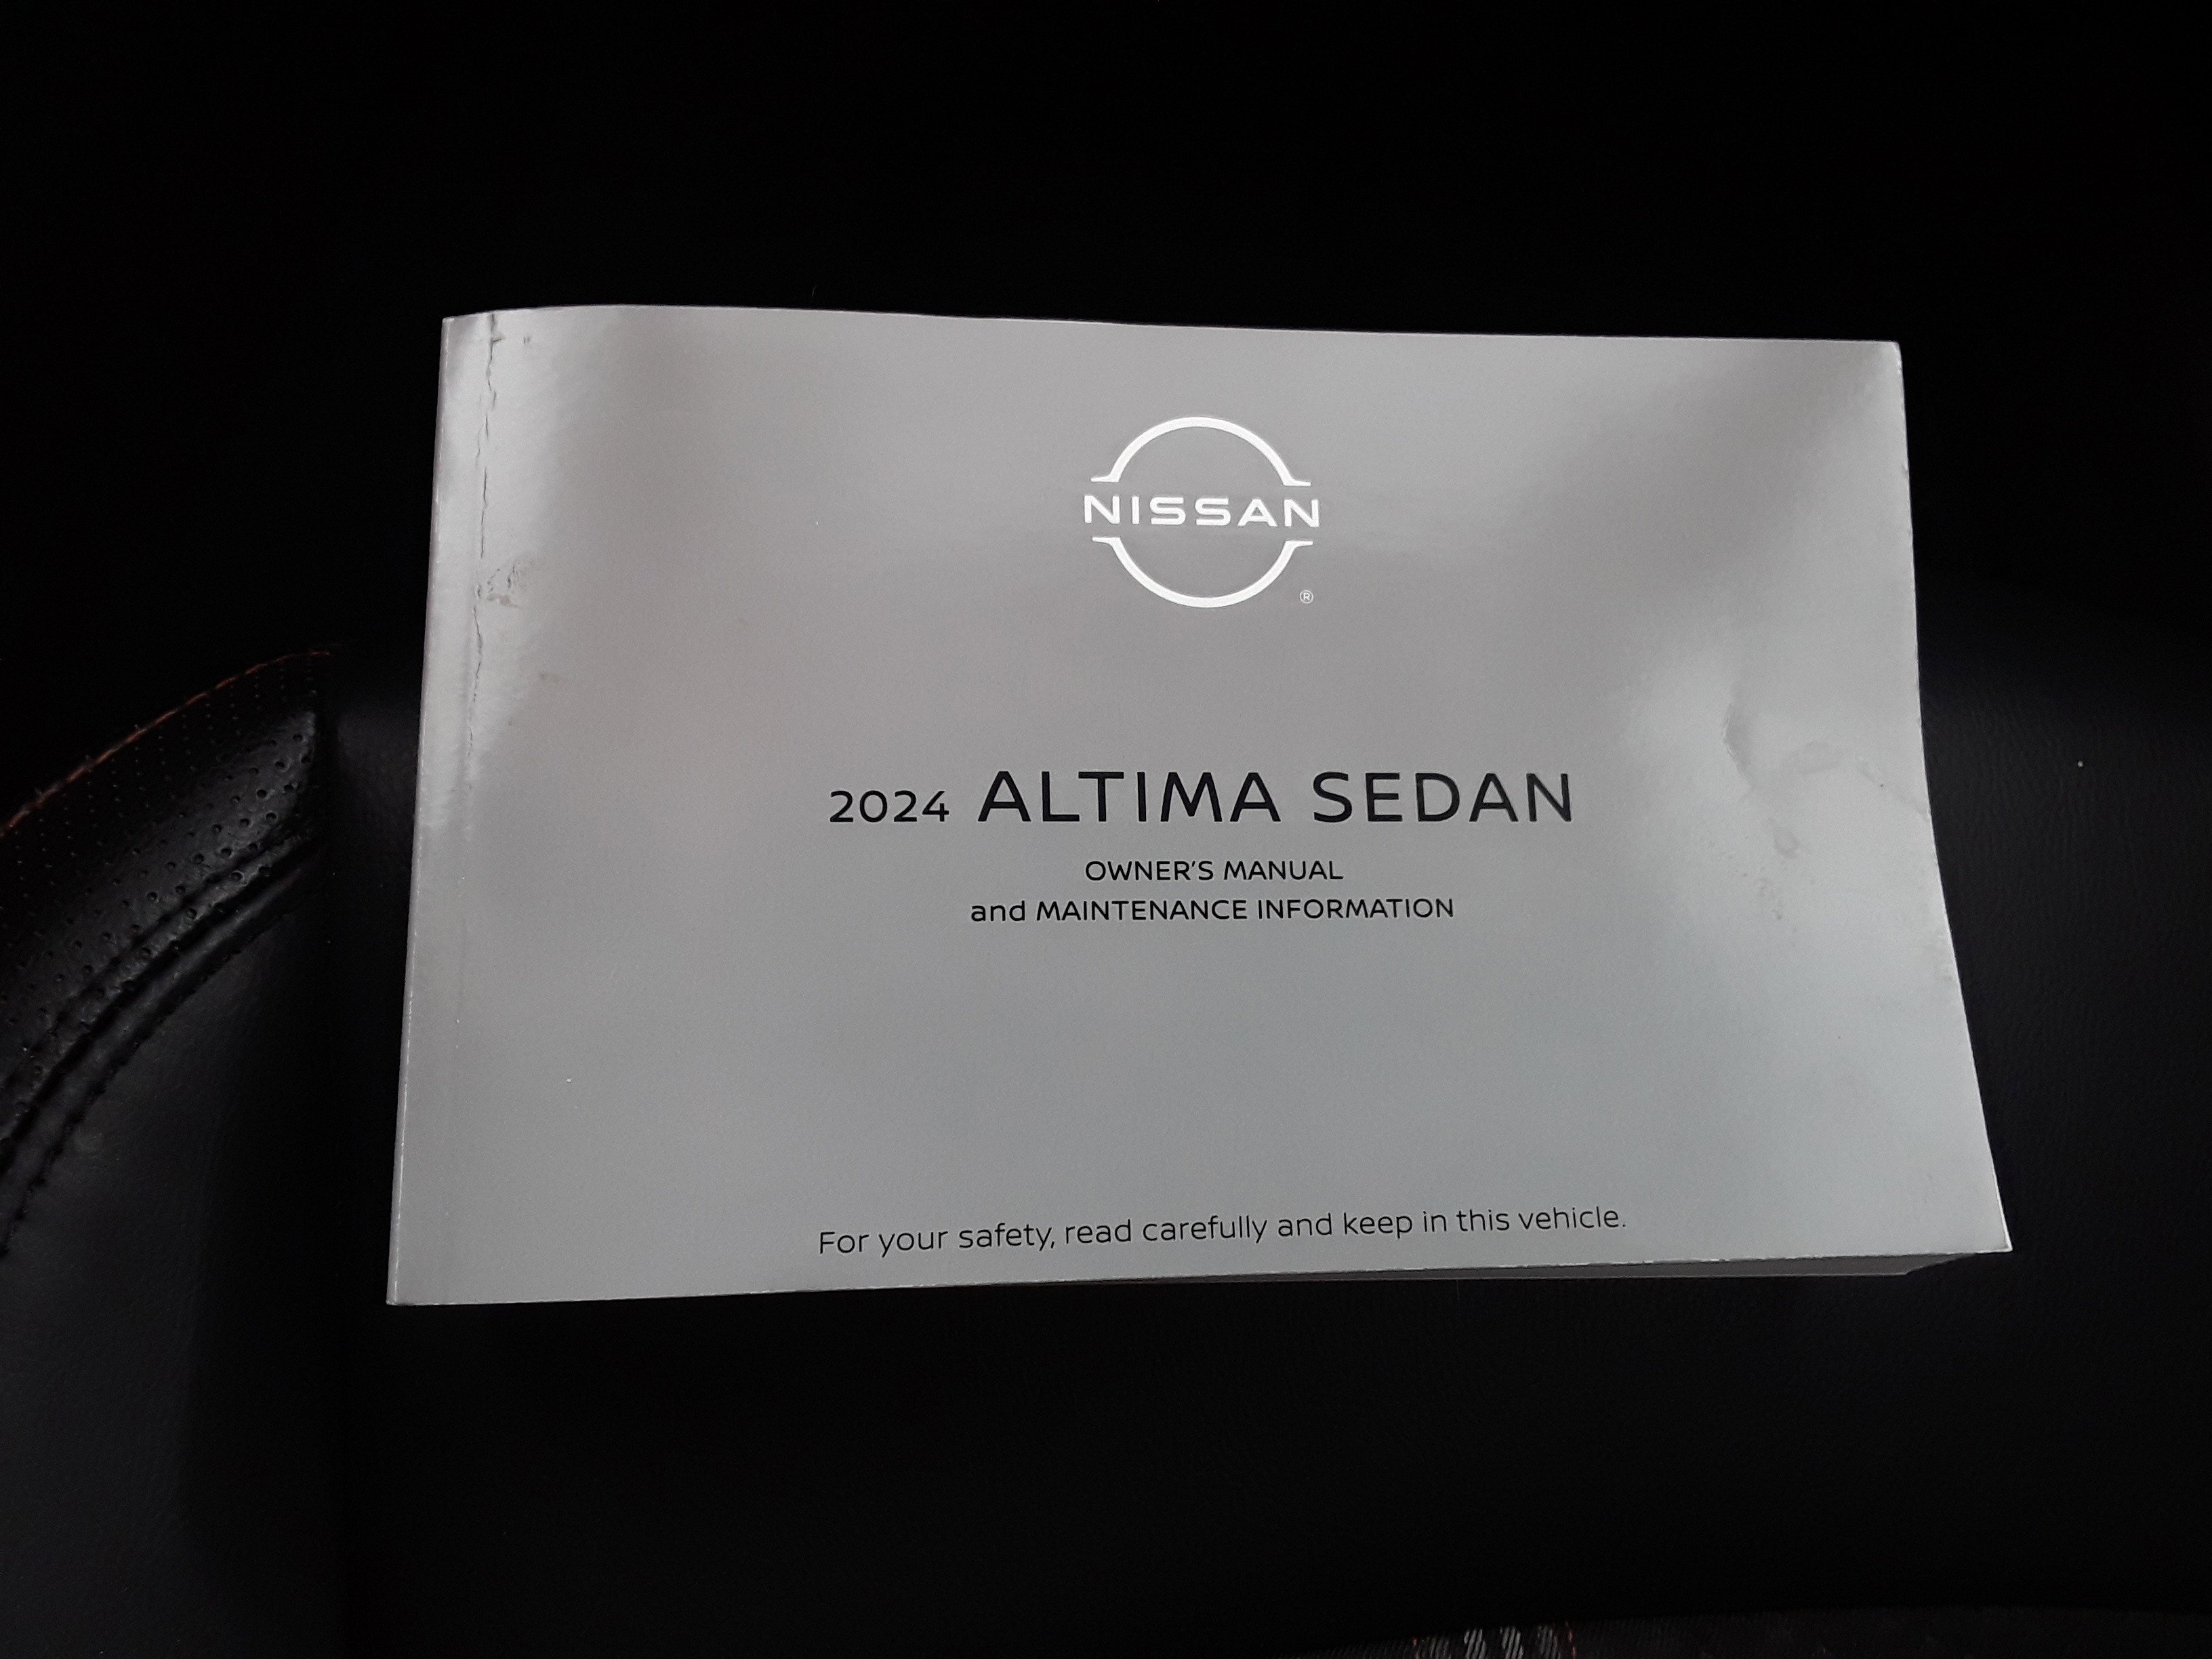 NISSAN
®
2024 ALTIMA SEDAN
OWNER'S MANUAL
and MAINTENANCE INFORMATION
For your safety, read carefully and keep in this vehicle.